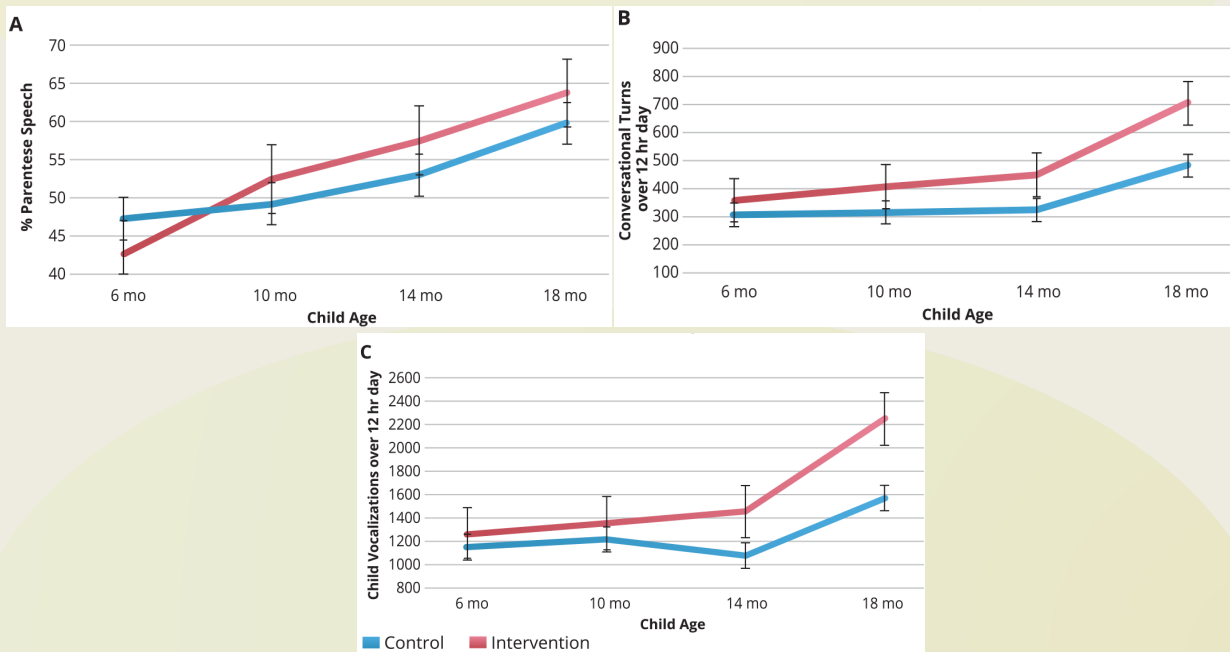 A
% Parentese Speech
70
65
60
55
50
45
40
6 mo
10 mo
14 mo
18 mo
Child Age
B
Conversational Turns
over 12 hr day
900
800
700
600
500
400
300
200
100
6 mo
10 mo
14 mo
18 mo
Child Age
C
Child Vocalizations over 12 hr day
2600
2400
2200
2000
1800
1600
1400
1200
1000
800
6 mo
10 mo
14 mo
18 mo
Child Age
Control
Intervention